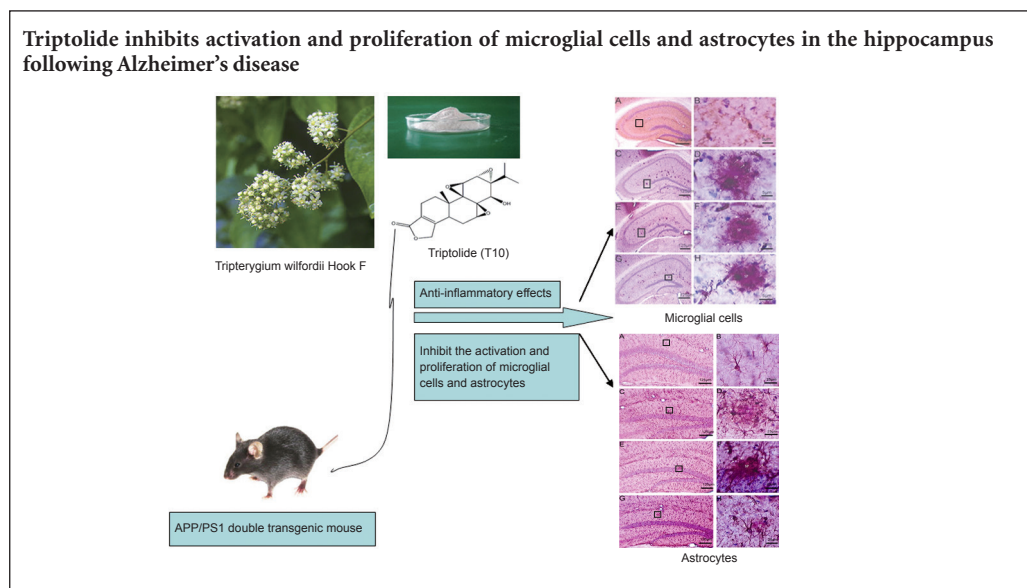 Triptolide inhibits activation and proliferation of microglial cells and astrocytes in the hippocampus
following Alzheimer's disease
Tripterygium wilfordii Hook F
O
O
O
O
O
OH
Triptolide (T10)
Anti-inflammatory effects
Inhibit the activation and
proliferation of microglial
cells and astrocytes
APP/PS1 double transgenic mouse
A
B
C
D
E
F
G
H
Microglial cells
A
B
C
D
E
F
G
H
Astrocytes